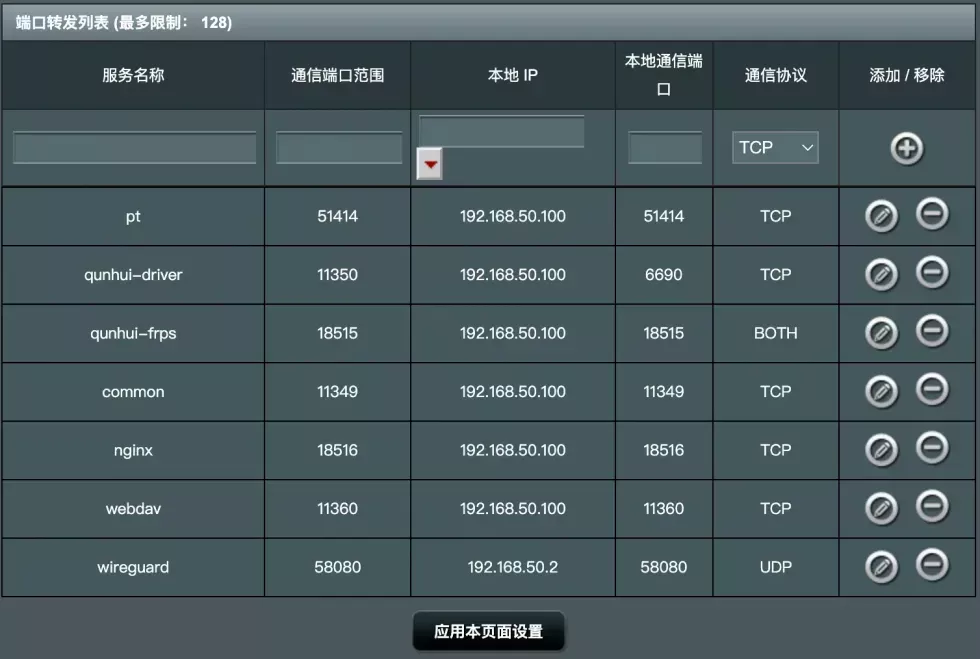 端口转发列表 (最多限制： 128)
服务名称 通信端口范围 本地 IP 本地通信端口 通信协议 添加 / 移除
TCP
pt 51414 192.168.50.100 51414 TCP
qunhui-driver 11350 192.168.50.100 6690 TCP
qunhui-frps 18515 192.168.50.100 18515 BOTH
common 11349 192.168.50.100 11349 TCP
nginx 18516 192.168.50.100 18516 TCP
webdav 11360 192.168.50.100 11360 TCP
wireguard 58080 192.168.50.2 58080 UDP
应用本页面设置